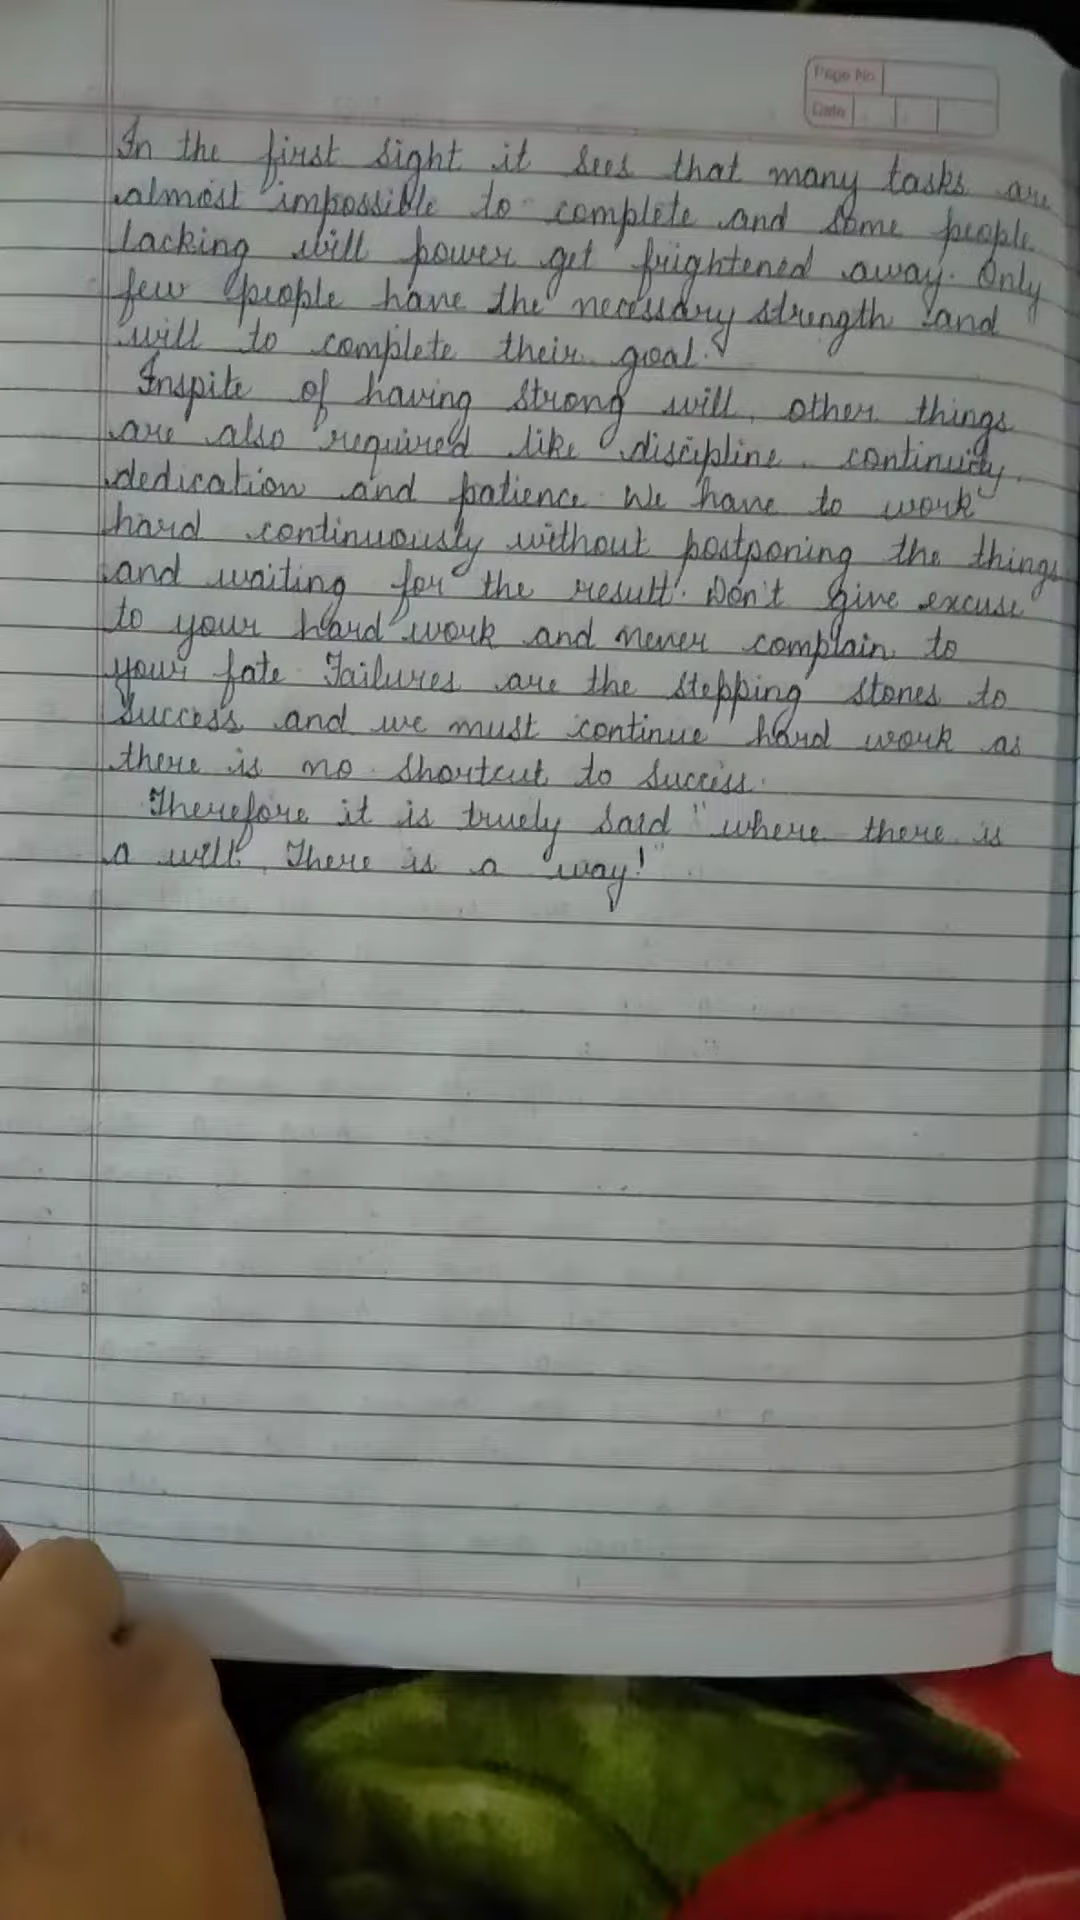 Page No.
Date
In the first sight it sees that many tasks are
almost impossible to complete and some people
lacking will power get frightened away. Only
few people have the necessary strength and
will to complete their goal.
Inspite of having strong will, other things
are also required like discipline, continuity,
dedication and patience. We have to work
hard continuously without postponing the things
and waiting for the result. Don't give excuse
to your hard work and never complain to
your fate. Failures are the stepping stones to
success and we must continue hard work as
there is no shortcut to success.
Therefore it is truely said "where there is
a will, There is a way!"